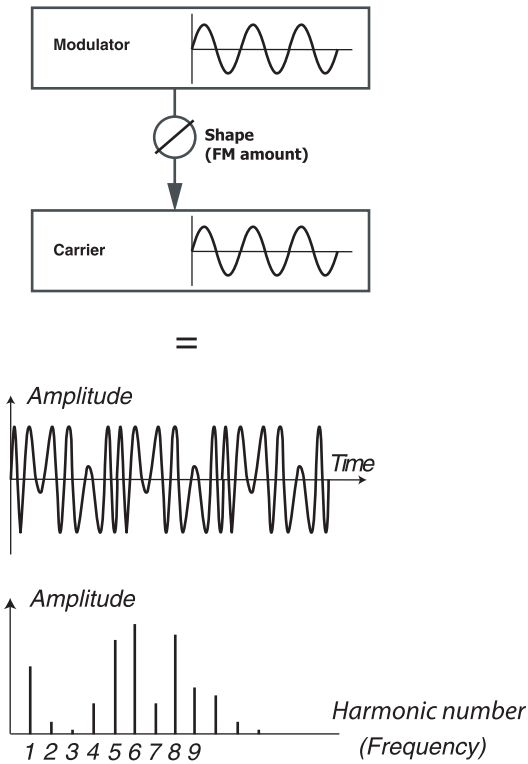 Modulator
Shape
(FM amount)
Carrier
=
Amplitude
Time
Amplitude
Harmonic number
1 2 3 4 5 6 7 8 9
(Frequency)